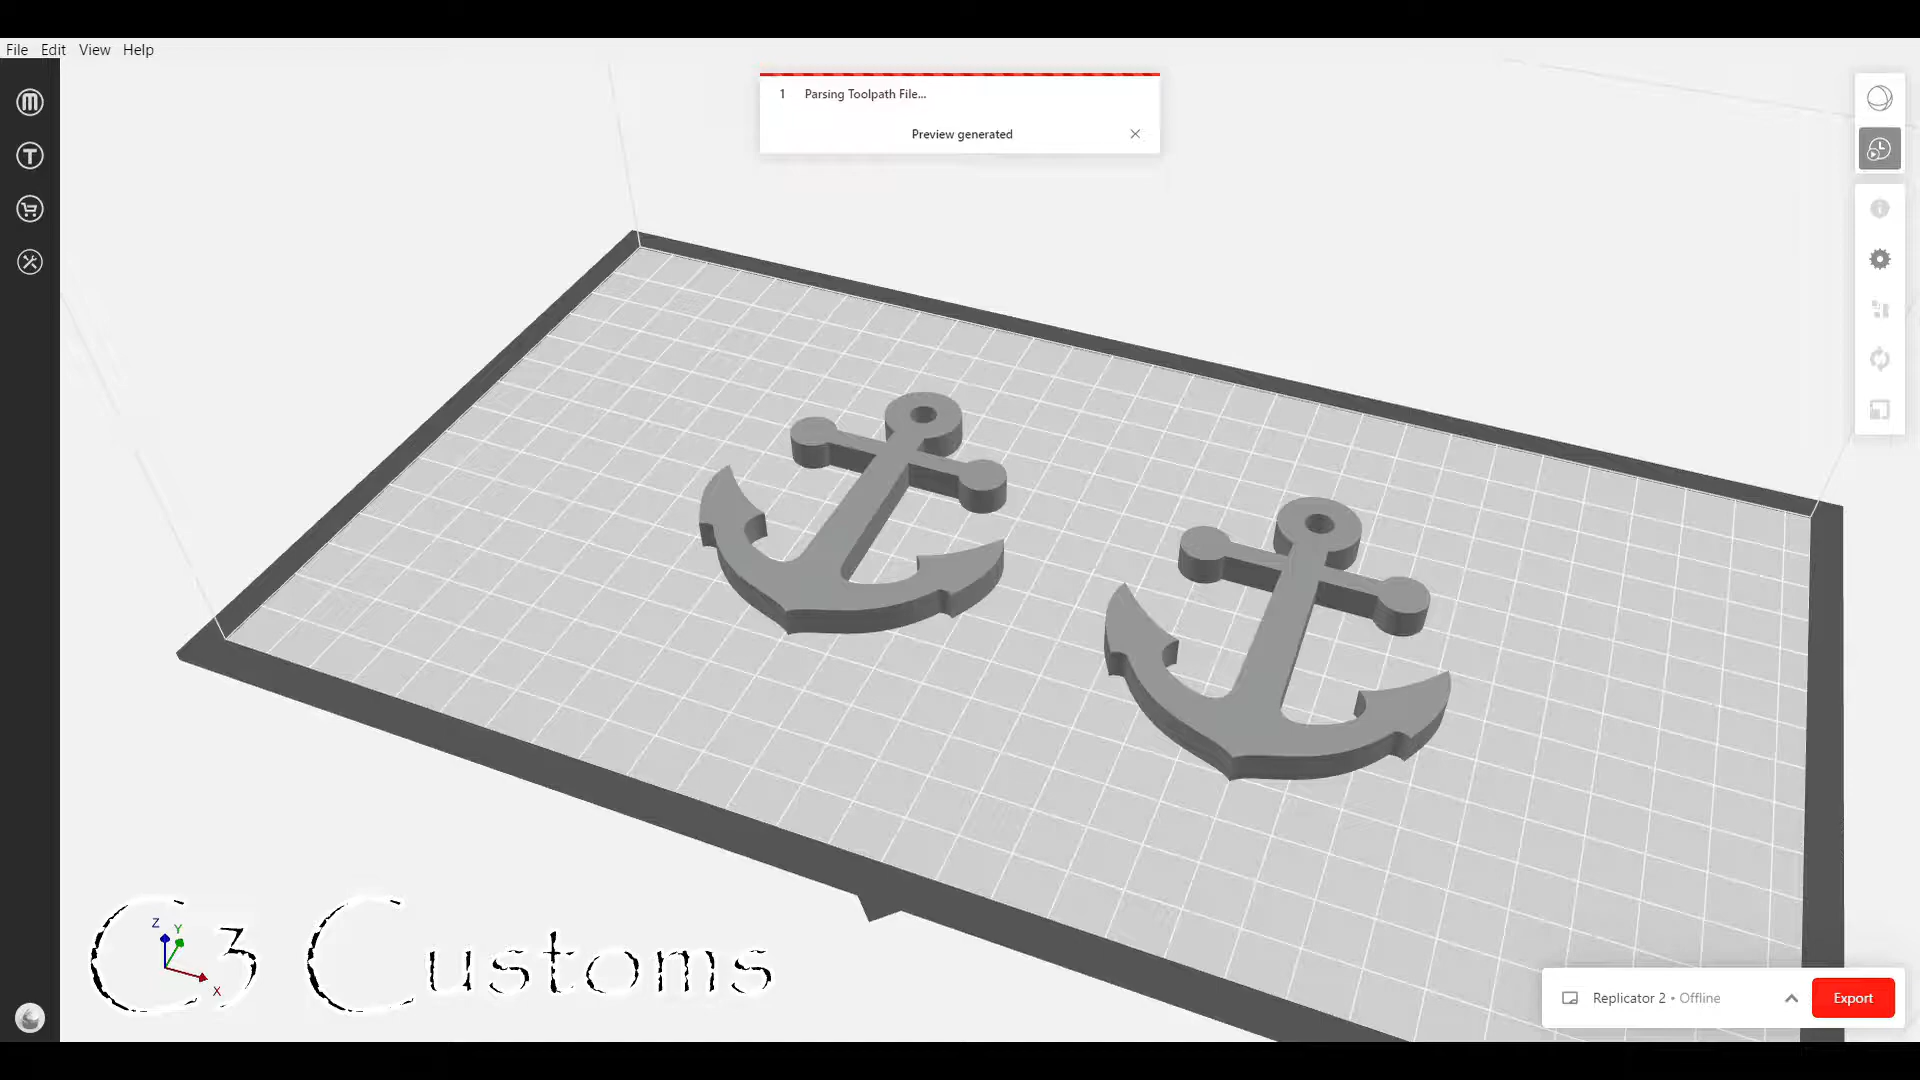 File Edit View Help
1 Parsing Toolpath File...
Preview generated
C3 Customs
Z
Y
X
Replicator 2 • Offline
Export